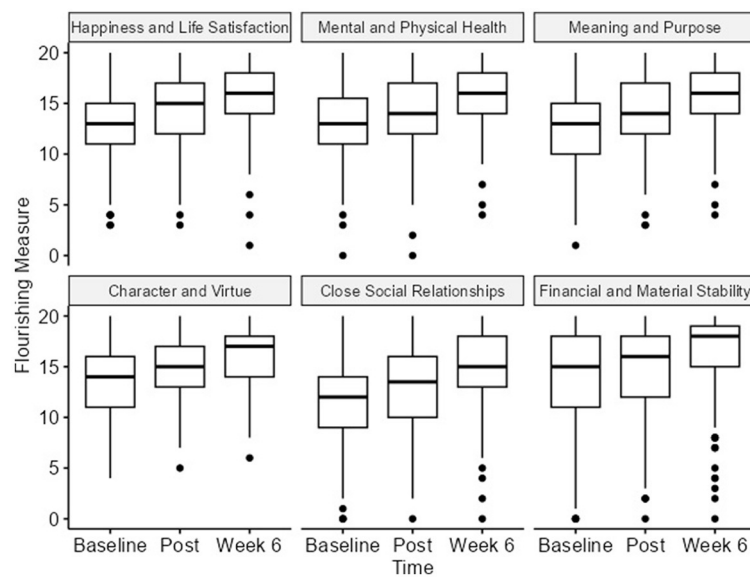 Happiness and Life Satisfaction Mental and Physical Health Meaning and Purpose
20
15
10
5
0
Flourishing Measure
Character and Virtue Close Social Relationships Financial and Material Stability
20
15
10
5
0
Baseline Post Week 6 Baseline Post Week 6 Baseline Post Week 6
Time